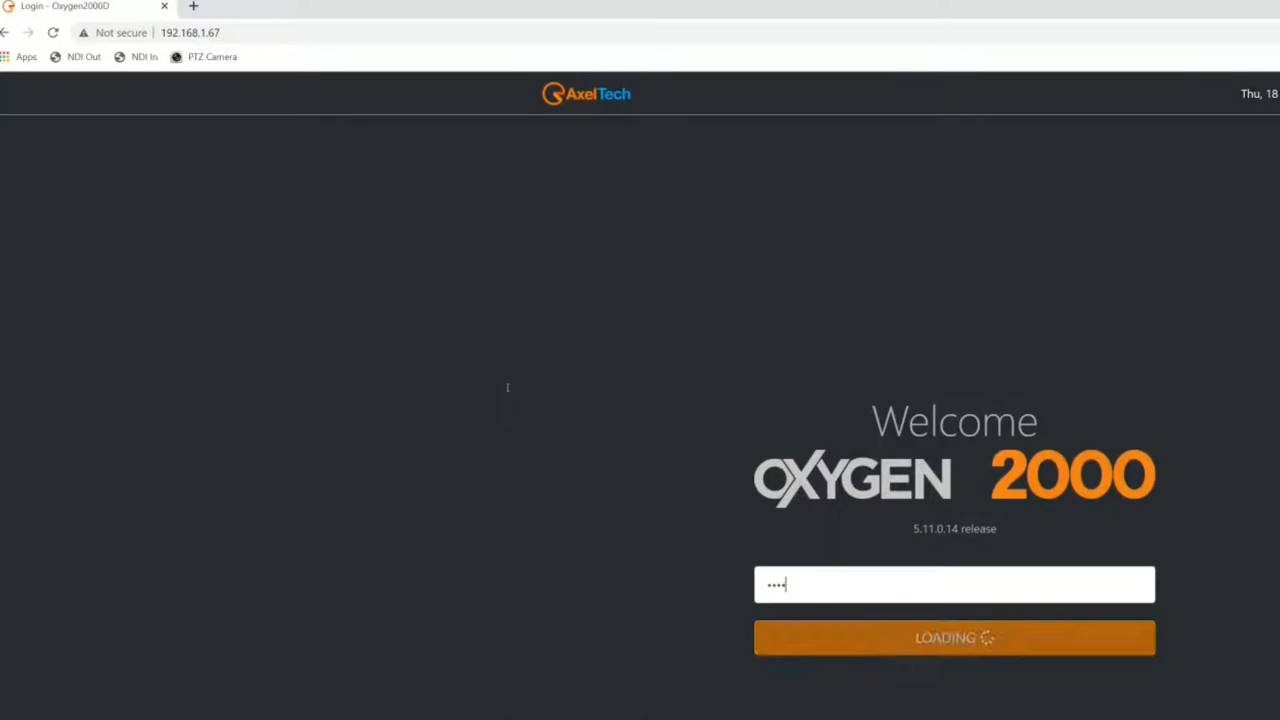 Login - Oxygen2000D
Not secure 192.168.1.67
Apps NDI Out NDI In PTZ Camera
AxelTech
Thu, 18
Welcome
OXYGEN 2000
5.11.0.14 release
••••
LOADING